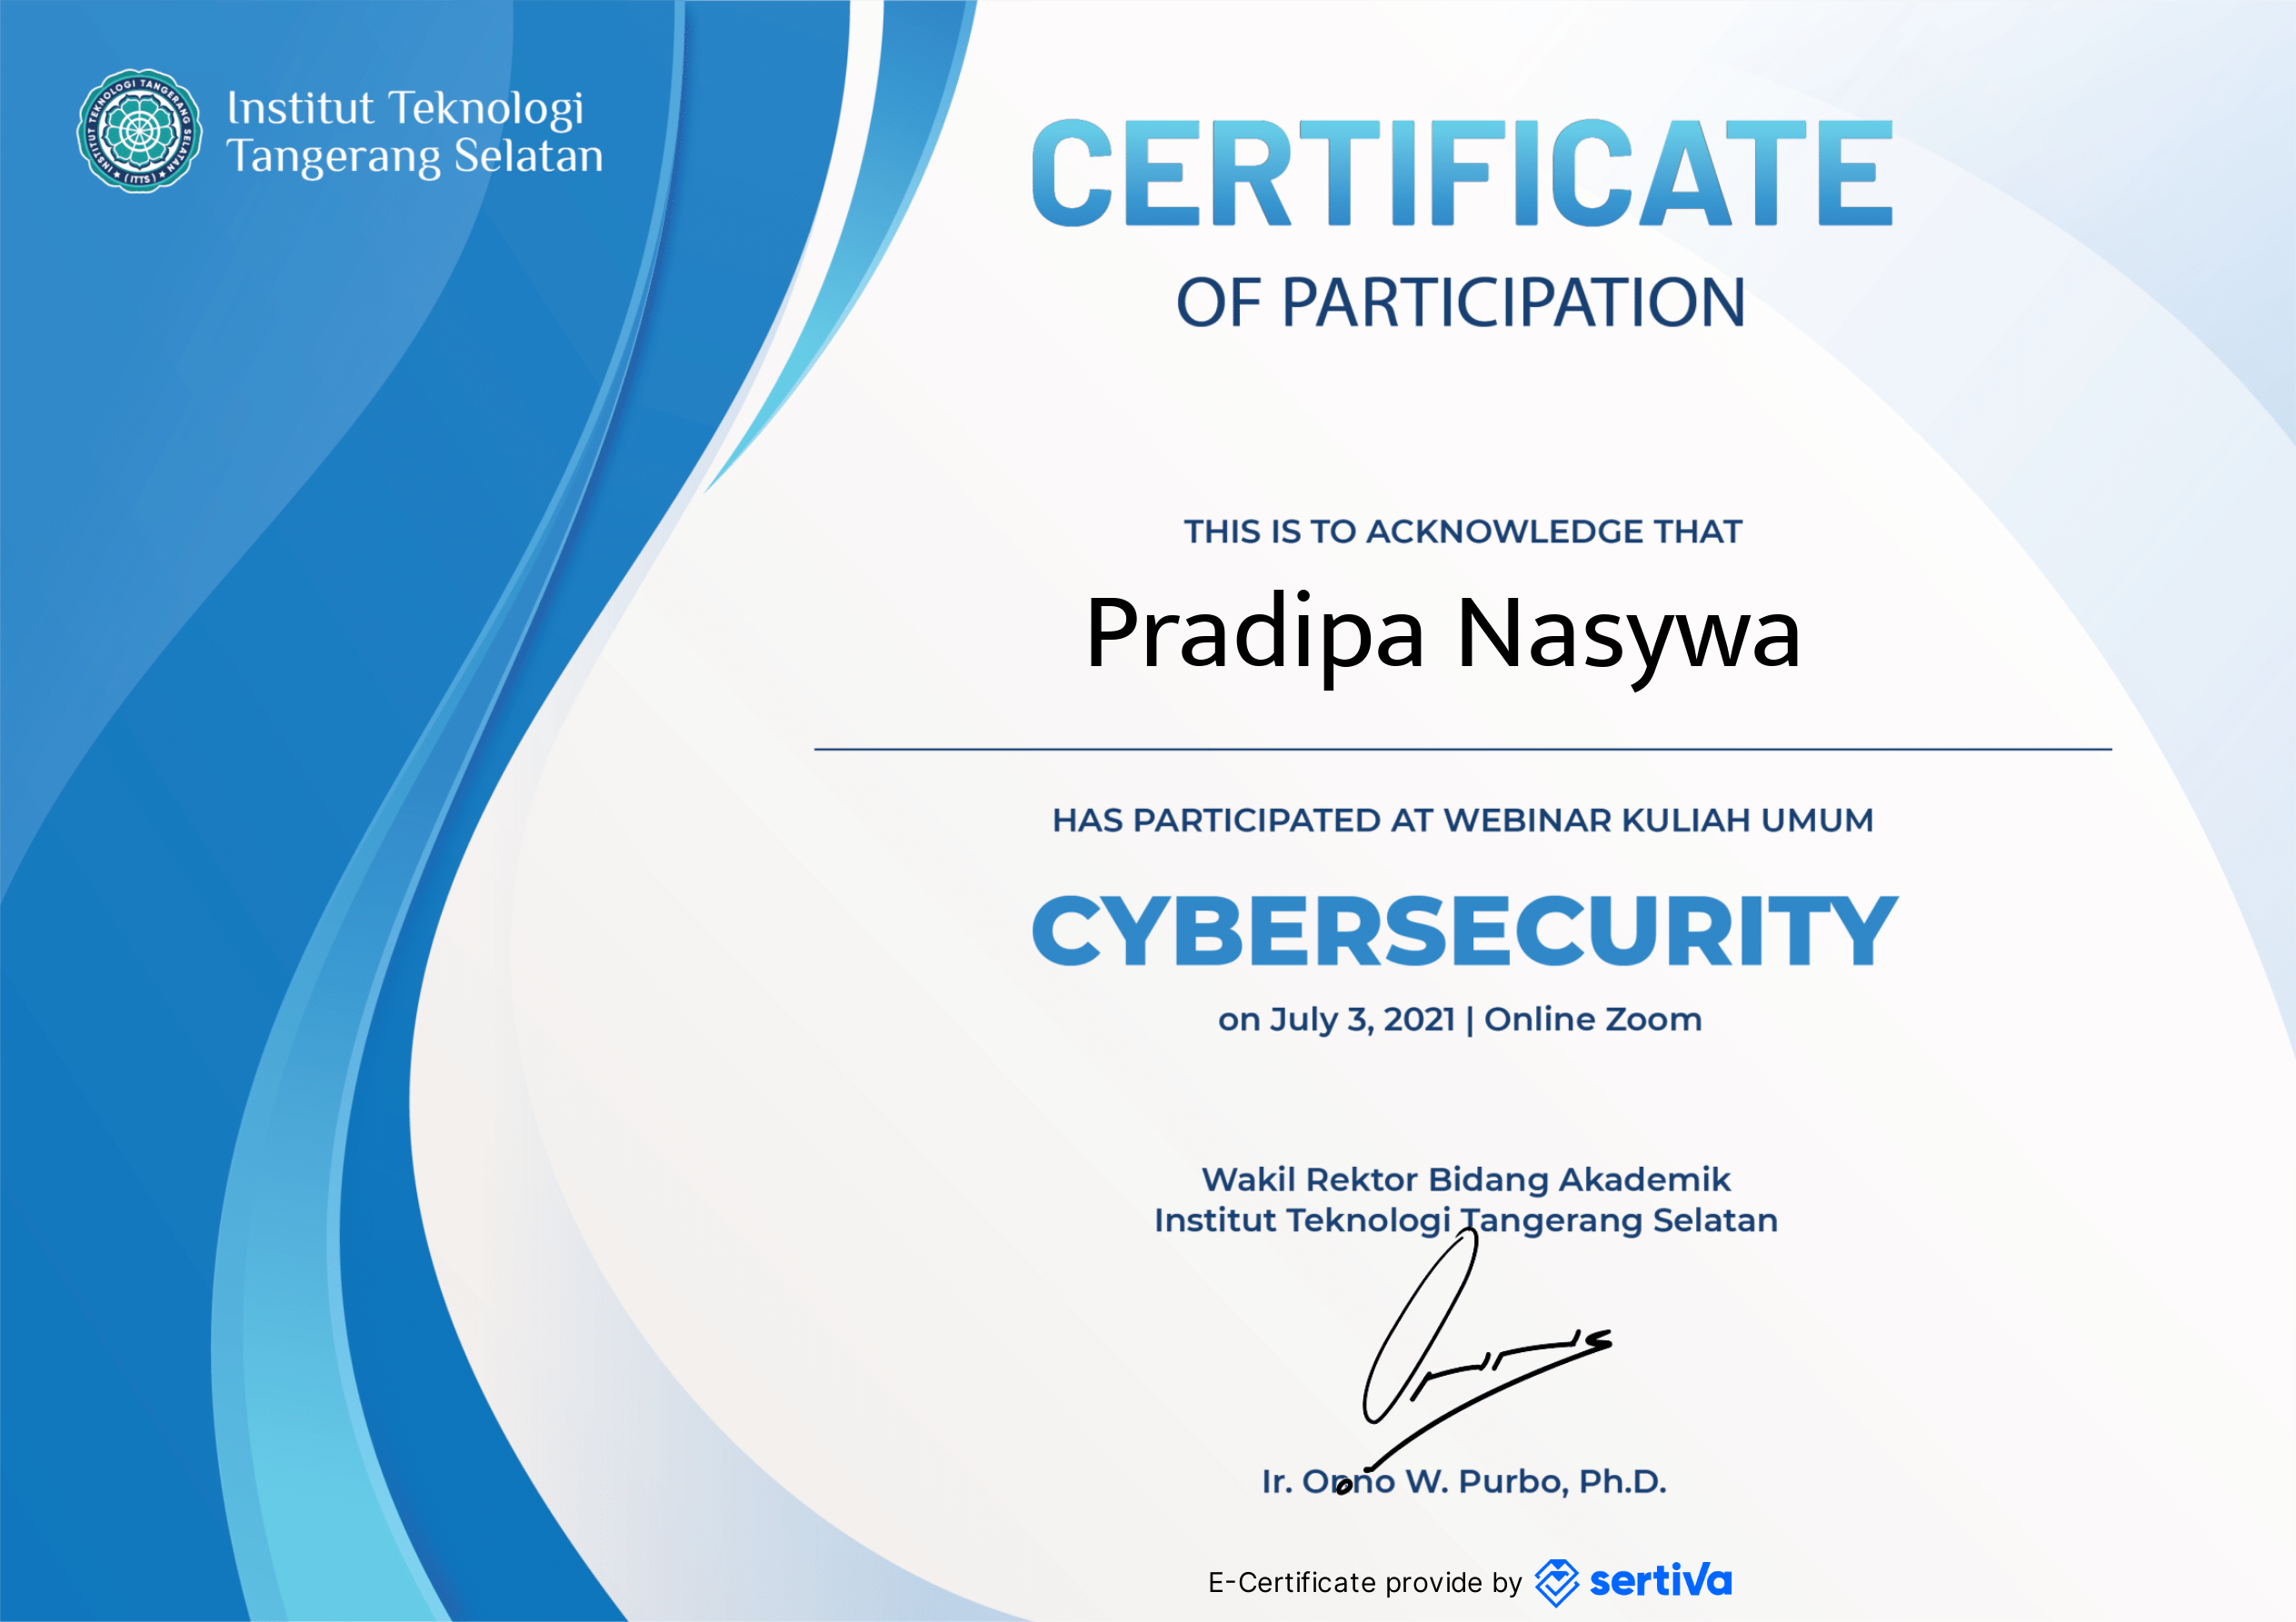 INSTITUT TEKNOLOGI TANGERANG SELATAN
(ITTS)
Institut Teknologi
Tangerang Selatan
CERTIFICATE
OF PARTICIPATION
THIS IS TO ACKNOWLEDGE THAT
Pradipa Nasywa
HAS PARTICIPATED AT WEBINAR KULIAH UMUM
CYBERSECURITY
on July 3, 2021 | Online Zoom
Wakil Rektor Bidang Akademik
Institut Teknologi Tangerang Selatan
Ir. Onno W. Purbo, Ph.D.
E-Certificate provide by sertiva